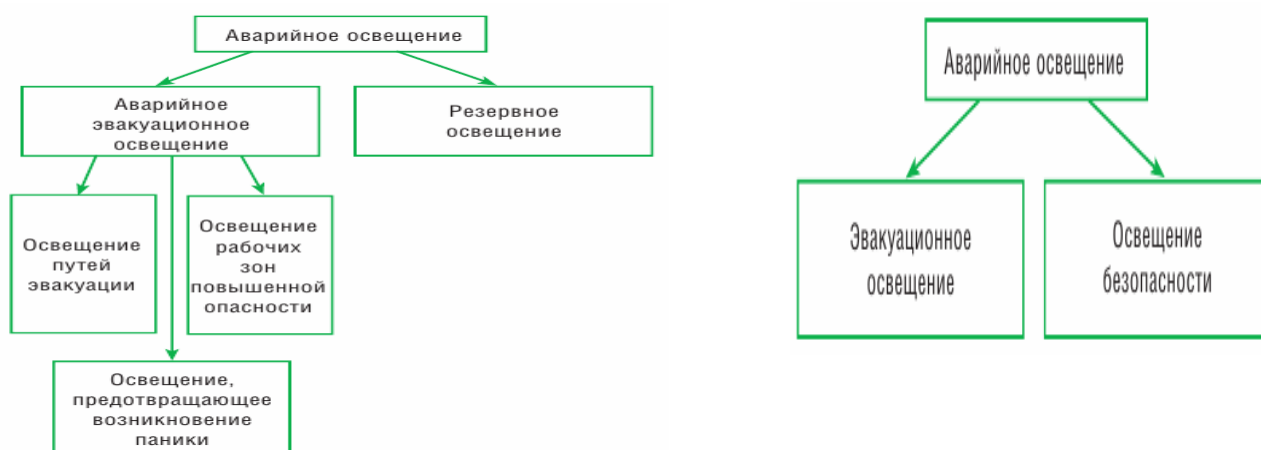 Аварийное освещение
Аварийное
эвакуационное
освещение
Резервное
освещение
Освещение
путей
эвакуации
Освещение
рабочих
зон
повышенной
опасности
Освещение,
предотвращающее
возникновение
паники
Аварийное освещение
Эвакуационное
освещение
Освещение
безопасности